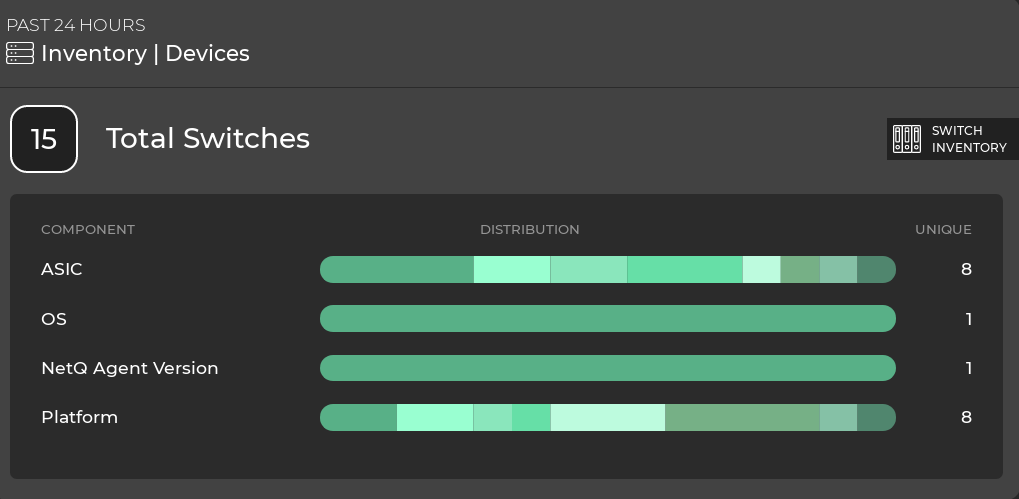 PAST 24 HOURS
Inventory | Devices
15 Total Switches
SWITCH
INVENTORY
COMPONENT DISTRIBUTION UNIQUE
ASIC 8
OS 1
NetQ Agent Version 1
Platform 8